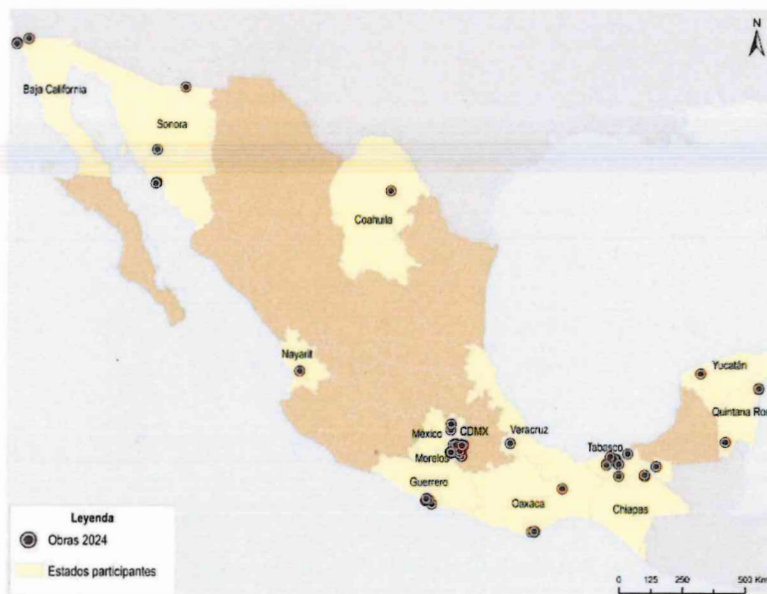 N
Baja California
Sonora
Coahuila
Nayarit
Yucatán
Quintana Roo
México
CDMX
Veracruz
Tabasco
Morelos
Guerrero
Oaxaca
Chiapas
Leyenda
Obras 2024
Estados participantes
0 125 250 500 Km